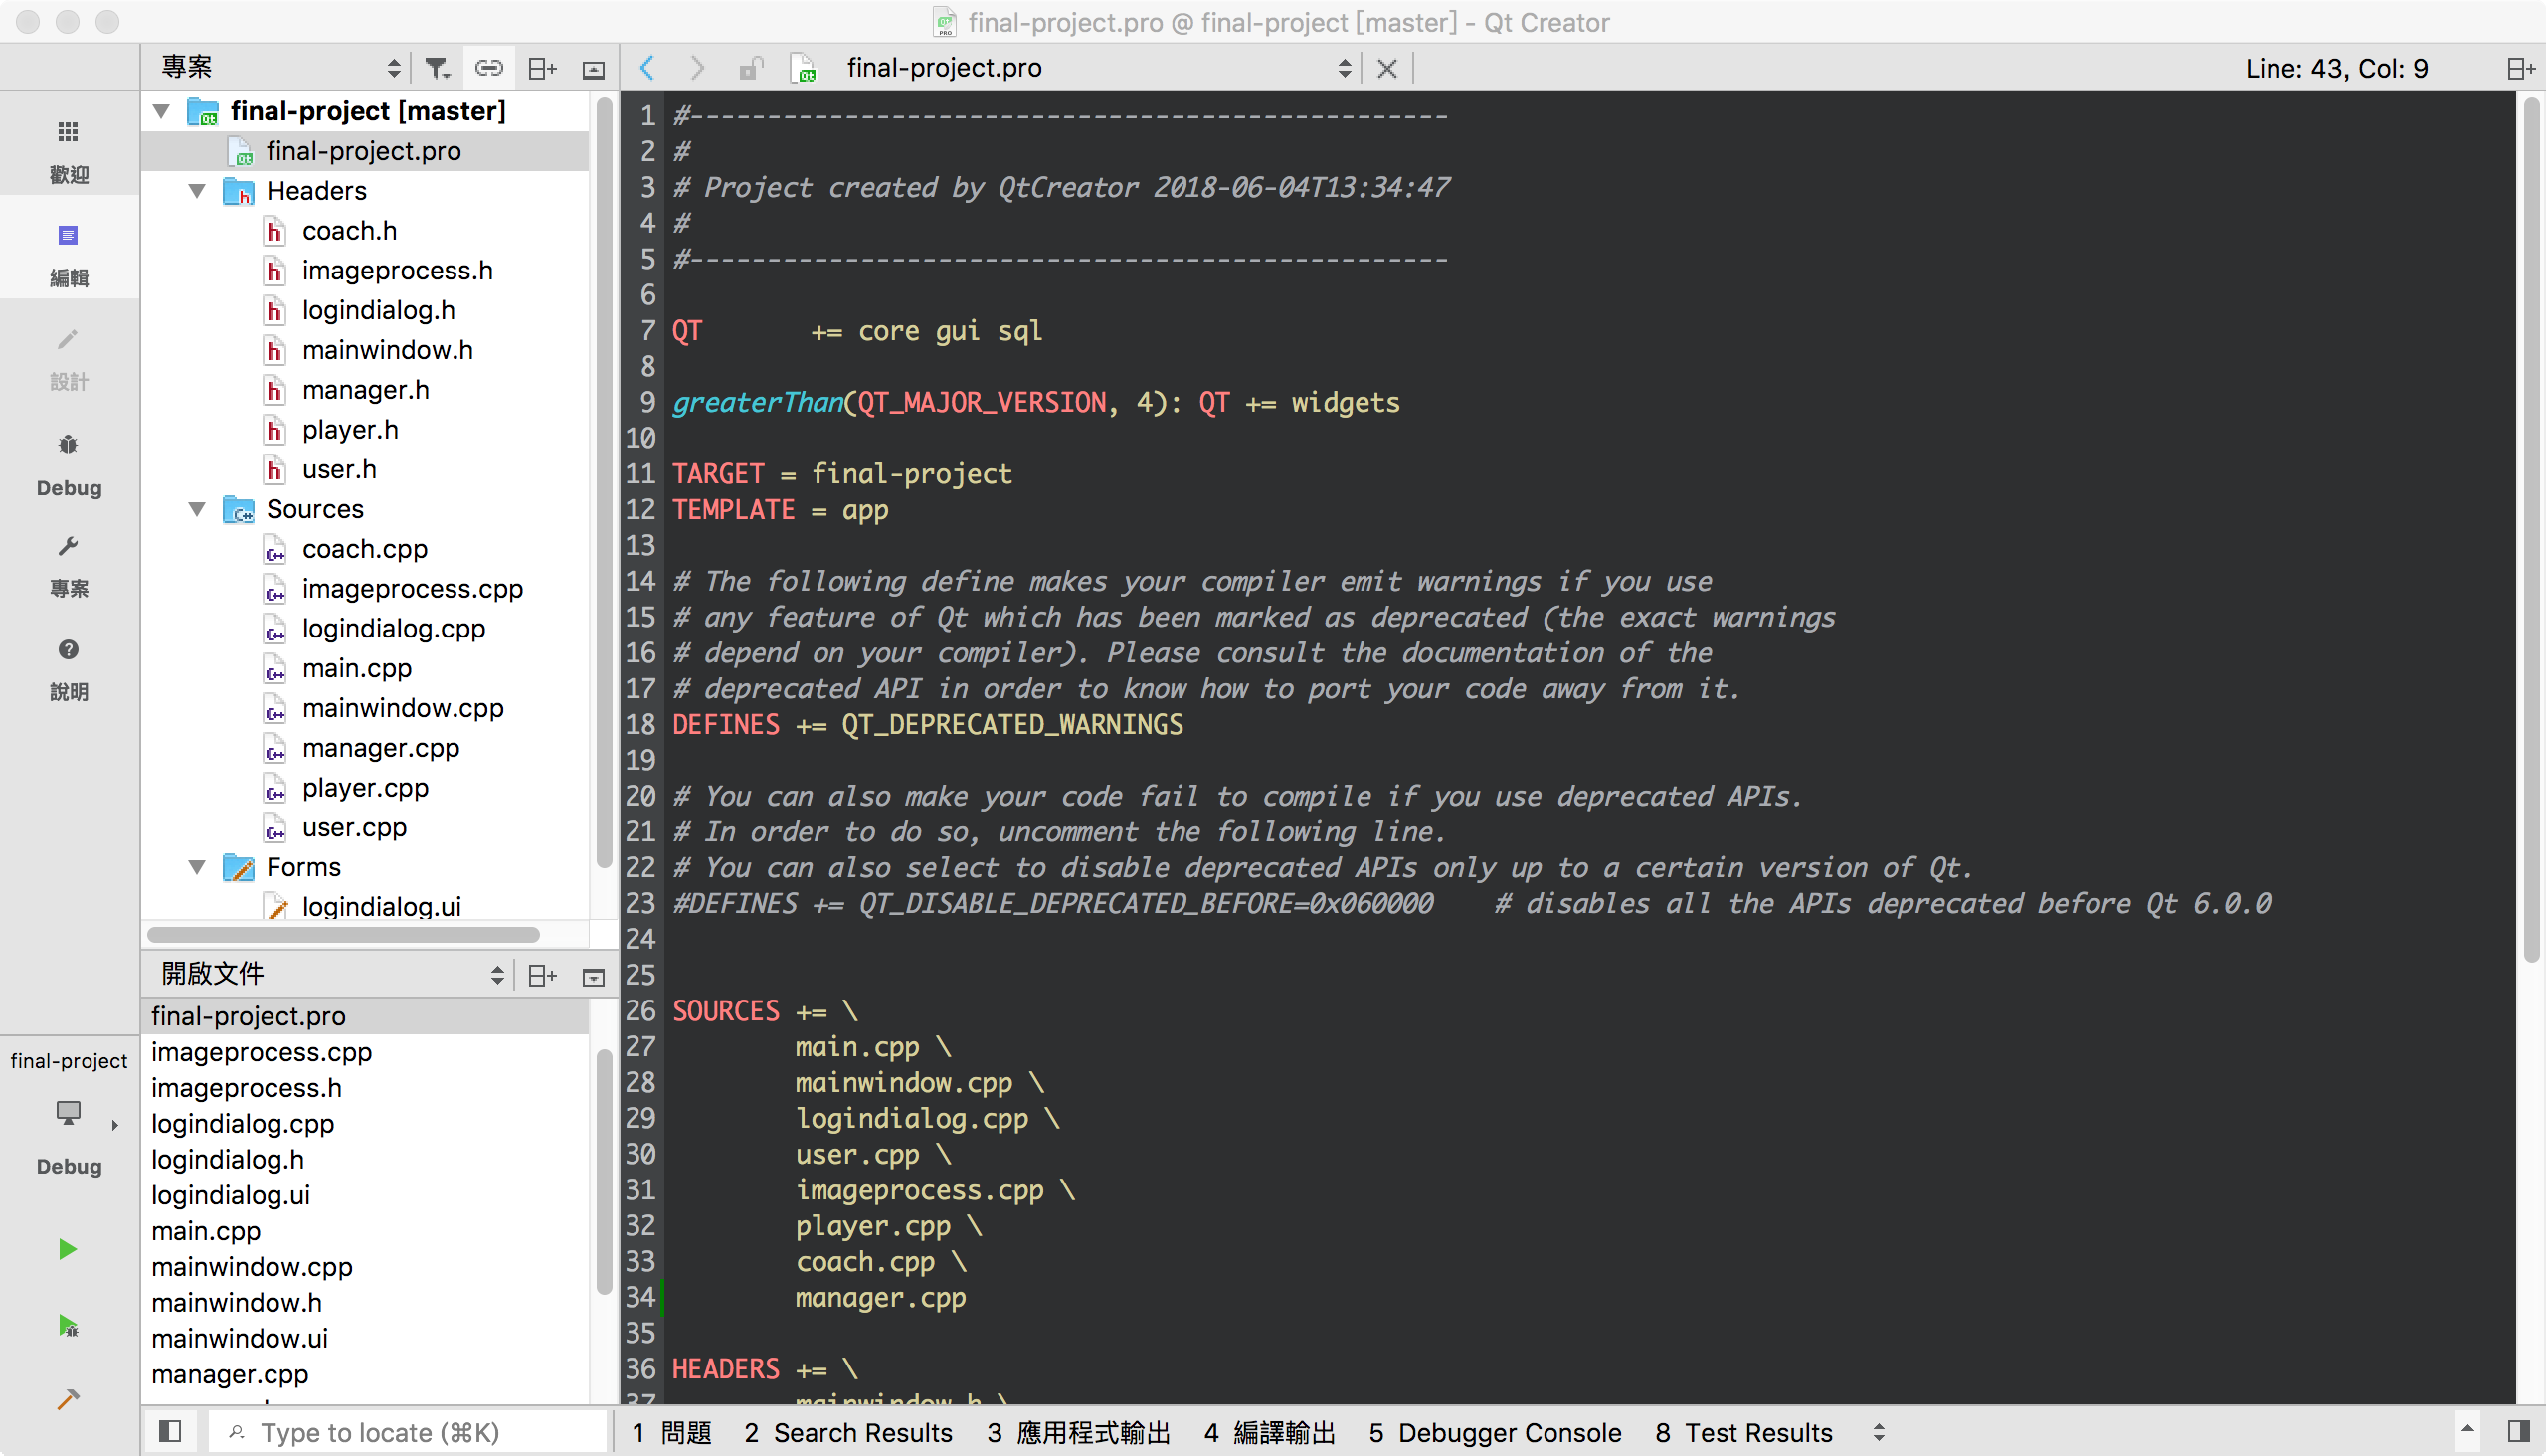 final-project.pro @ final-project [master] - Qt Creator
專案
final-project.pro
Line: 43, Col: 9
歡迎
編輯
設計
Debug
專案
說明
final-project
Debug
final-project [master]
final-project.pro
Headers
coach.h
imageprocess.h
logindialog.h
mainwindow.h
manager.h
player.h
user.h
Sources
coach.cpp
imageprocess.cpp
logindialog.cpp
main.cpp
mainwindow.cpp
manager.cpp
player.cpp
user.cpp
Forms
logindialog.ui
開啟文件
final-project.pro
imageprocess.cpp
imageprocess.h
logindialog.cpp
logindialog.h
logindialog.ui
main.cpp
mainwindow.cpp
mainwindow.h
mainwindow.ui
manager.cpp
1 #-------------------------------------------------
2 #
3 # Project created by QtCreator 2018-06-04T13:34:47
4 #
5 #-------------------------------------------------
6
7 QT       += core gui sql
8
9 greaterThan(QT_MAJOR_VERSION, 4): QT += widgets
10
11 TARGET = final-project
12 TEMPLATE = app
13
14 # The following define makes your compiler emit warnings if you use
15 # any feature of Qt which has been marked as deprecated (the exact warnings
16 # depend on your compiler). Please consult the documentation of the
17 # deprecated API in order to know how to port your code away from it.
18 DEFINES += QT_DEPRECATED_WARNINGS
19
20 # You can also make your code fail to compile if you use deprecated APIs.
21 # In order to do so, uncomment the following line.
22 # You can also select to disable deprecated APIs only up to a certain version of Qt.
23 #DEFINES += QT_DISABLE_DEPRECATED_BEFORE=0x060000    # disables all the APIs deprecated before Qt 6.0.0
24
25
26 SOURCES += \
27         main.cpp \
28         mainwindow.cpp \
29         logindialog.cpp \
30         user.cpp \
31         imageprocess.cpp \
32         player.cpp \
33         coach.cpp \
34         manager.cpp
35
36 HEADERS += \
37         mainwindow.h \
Type to locate (⌘K)
1 問題 2 Search Results 3 應用程式輸出 4 編譯輸出 5 Debugger Console 8 Test Results